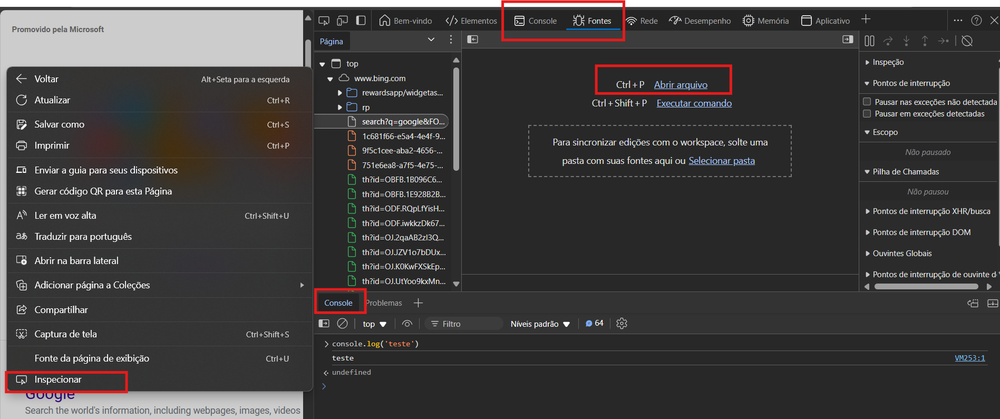 Promovido pela Microsoft
Voltar Alt+Seta para a esquerda
Atualizar Ctrl+R
Salvar como Ctrl+S
Imprimir Ctrl+P
Enviar a guia para seus dispositivos
Gerar código QR para esta Página
Ler em voz alta Ctrl+Shift+U
Traduzir para português
Abrir na barra lateral
Adicionar página a Coleções
Compartilhar
Captura de tela Ctrl+Shift+S
Fonte da página de exibição Ctrl+U
Inspecionar
Google
Search the world's information, including webpages, images, videos
Bem-vindo Elementos Console Fontes Rede Desempenho Memória Aplicativo
Página
top
www.bing.com
rewardsapp/widgetas...
rp
search?q=google&FO...
1c681f66-e5a4-4e4f-9...
9f5c1cee-aba2-4656-...
751e6ea8-a7f5-4e75-...
th?id=OBFB.1B096C6...
th?id=OBFB.1E928B2B...
th?id=ODF.RQpLfYisH...
th?id=ODF.iwkkzDk67...
th?id=OJ.2qaAB2zI3Q...
th?id=OJ.JZV1o7bDUx...
th?id=OJ.K0KwFXSkEp...
th?id=OJ.UtYoo9kxMn...
Ctrl + P Abrir arquivo
Ctrl + Shift + P Executar comando
Para sincronizar edições com o workspace, solte uma
pasta com suas fontes aqui ou Selecionar pasta
Inspeção
Pontos de interrupção
Pausar nas exceções não detectada
Pausar em exceções detectadas
Escopo
Não pausado
Pilha de Chamadas
Não pausou
Pontos de interrupção XHR/busca
Pontos de interrupção DOM
Ouvintes Globais
Pontos de interrupção de ouvinte d
Console Problemas
top Filtro Níveis padrão 64
console.log('teste')
teste VM253:1
undefined